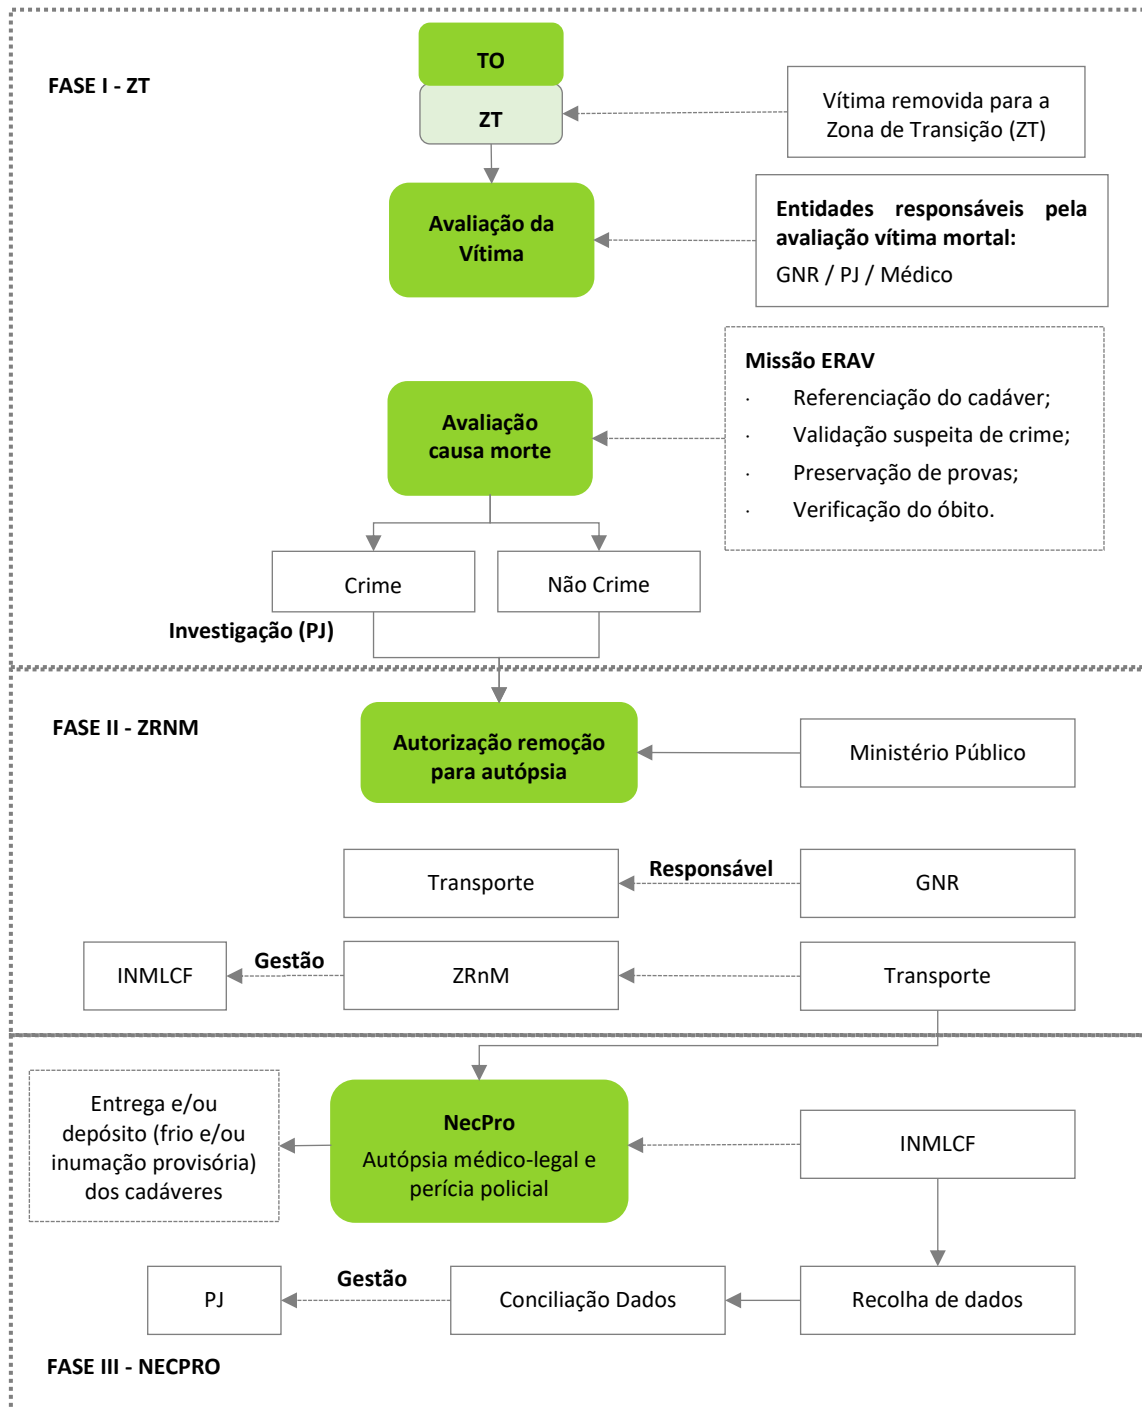 FASE I - ZT
TO
ZT
Vítima removida para a
Zona de Transição (ZT)
Avaliação da
Vítima
Entidades responsáveis pela
avaliação vítima mortal:
GNR / PJ / Médico
Missão ERAV
· Referenciação do cadáver;
· Validação suspeita de crime;
· Preservação de provas;
· Verificação do óbito.
Avaliação
causa morte
Crime
Não Crime
Investigação (PJ)
FASE II - ZRNM
Autorização remoção
para autópsia
Ministério Público
Transporte
Responsável
GNR
INMLCF
Gestão
ZRnM
Transporte
Entrega e/ou
depósito (frio e/ou
inumação provisória)
dos cadáveres
NecPro
Autópsia médico-legal e
perícia policial
INMLCF
PJ
Gestão
Conciliação Dados
Recolha de dados
FASE III - NECPRO